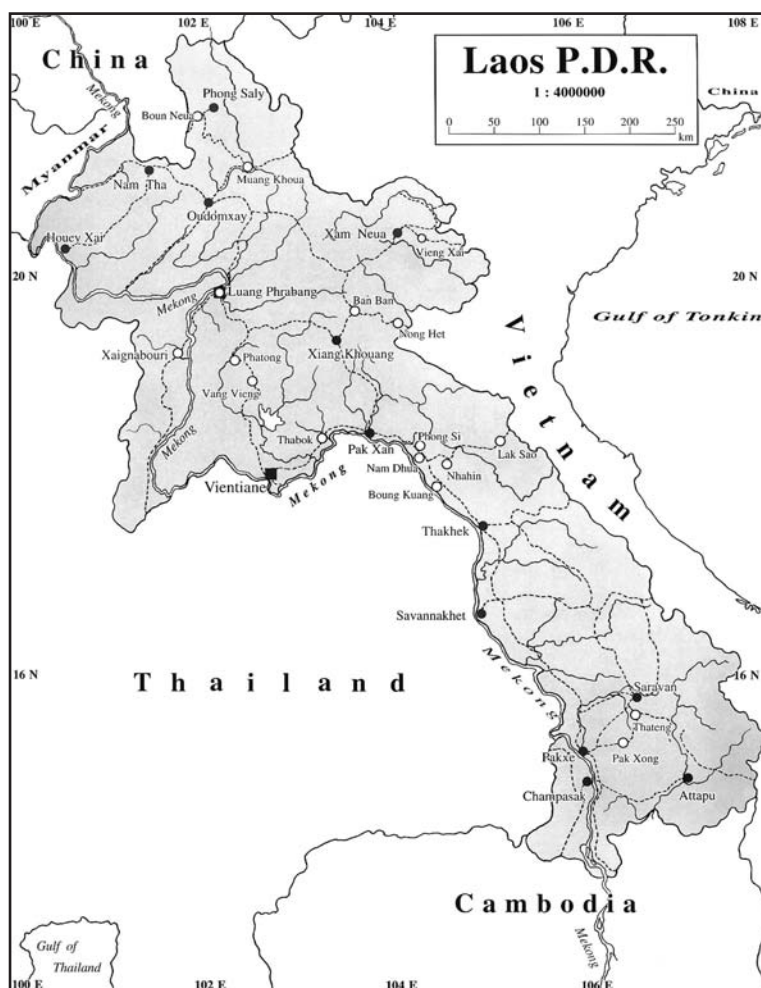 100 E
102 E
104 E
106 E
108 E
China
Laos P.D.R.
1 : 4000000
0 50 100 150 200 250
km
China
Mekong
Myanmar
Phong Saly
Boun Neua
Muang Khoua
Nam Tha
Oudomxay
Houey Xai
Xam Neua
Vieng Xai
20 N
20 N
Mekong
Luang Phrabang
Ban Ban
Nong Het
Gulf of Tonkin
Vietnam
Xaignabouri
Phatong
Xiang Khouang
Vang Vieng
Mekong
Thabok
Pak Xan
Phong Si
Lak Sao
Nam Dhua
Nhahin
Vientiane
Mekong
Boung Kuang
Thakhek
Savannakhet
Mekong
16 N
16 N
Thailand
Saravan
Thateng
Pakxe
Pak Xong
Champasak
Attapu
Cambodia
Mekong
Gulf of
Thailand
100 E
102 E
104 E
106 E